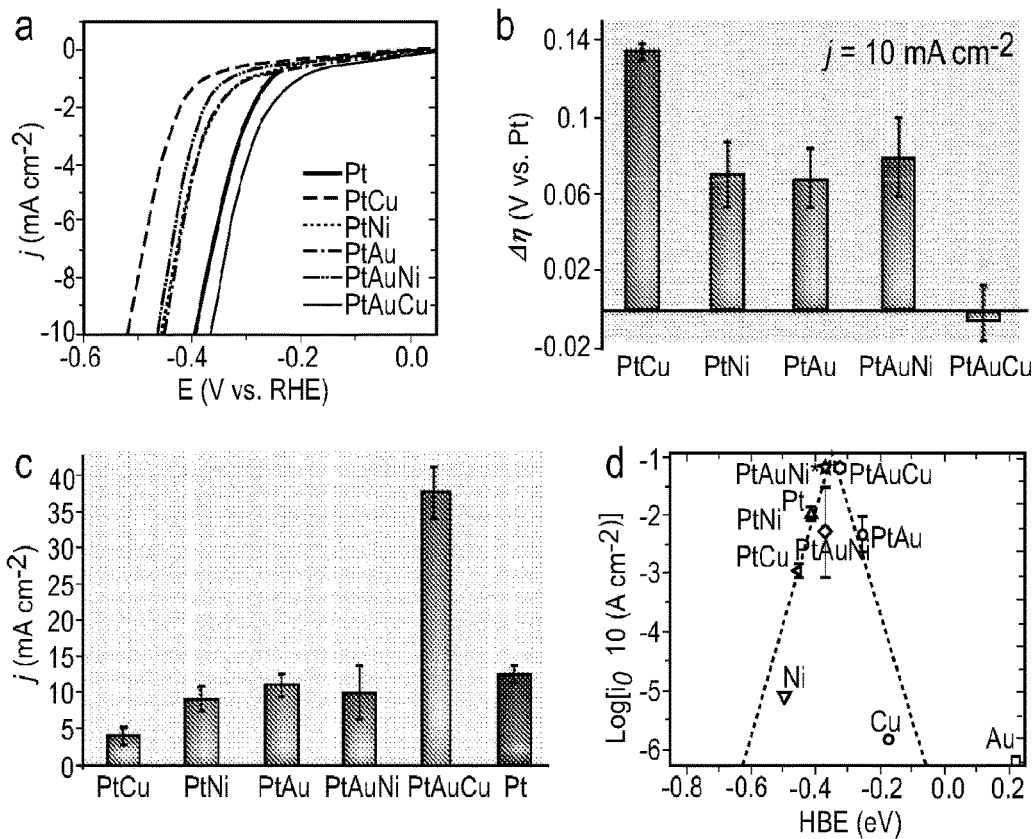 a
0
-2
-4
-6
-8
-10
j (mA cm-2)
-0.6
-0.4
-0.2
0.0
E (V vs. RHE)
Pt
PtCu
PtNi
PtAu
PtAuNi
PtAuCu
b
j = 10 mA cm-2
0.14
0.1
0.06
0.02
-0.02
Δη (V vs. Pt)
PtCu
PtNi
PtAu
PtAuNi
PtAuCu
c
40
35
30
25
20
15
10
5
0
j (mA cm-2)
PtCu
PtNi
PtAu
PtAuNi
PtAuCu
Pt
d
-1
-2
-3
-4
-5
-6
Log[i0 10 (A cm-2)]
PtAuNi*
PtAuCu
Pt
PtNi
PtAu
PtCu
PtAuNi
Ni
Cu
Au
-0.8
-0.6
-0.4
-0.2
0.0
0.2
HBE (eV)